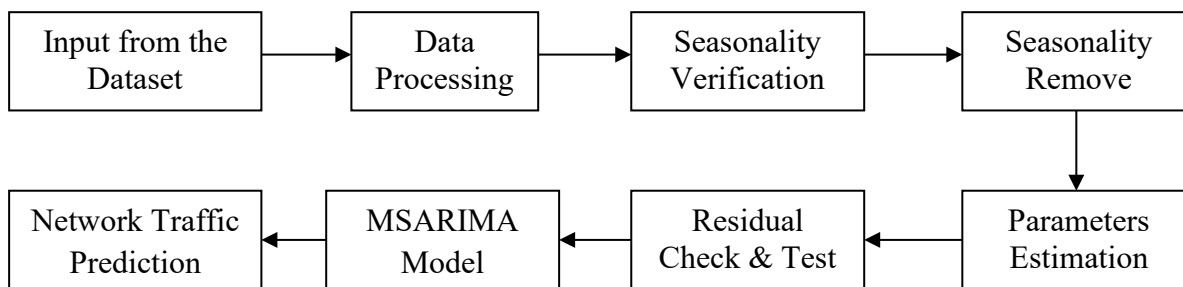 Input from the
Dataset
Data
Processing
Seasonality
Verification
Seasonality
Remove
Parameters
Estimation
Residual
Check & Test
MSARIMA
Model
Network Traffic
Prediction